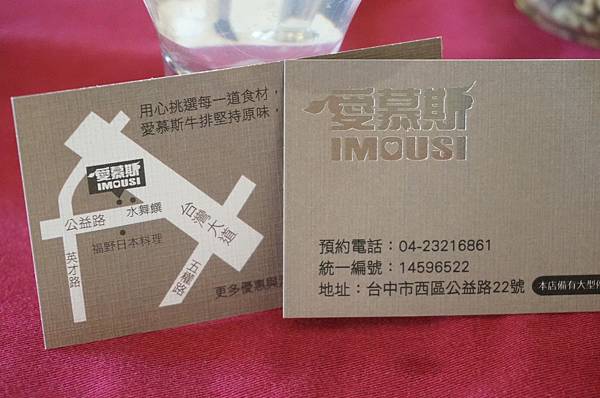 用心挑選每一道食材，
愛慕斯牛排堅持原味，
愛慕斯
IMOUSI
公益路
水舞饌
福野日本料理
台灣大道
英才路
五權路
更多優惠與
愛慕斯
IMOUSI
預約電話：04-23216861
統一編號：14596522
地址：台中市西區公益路22號
本店備有大型停